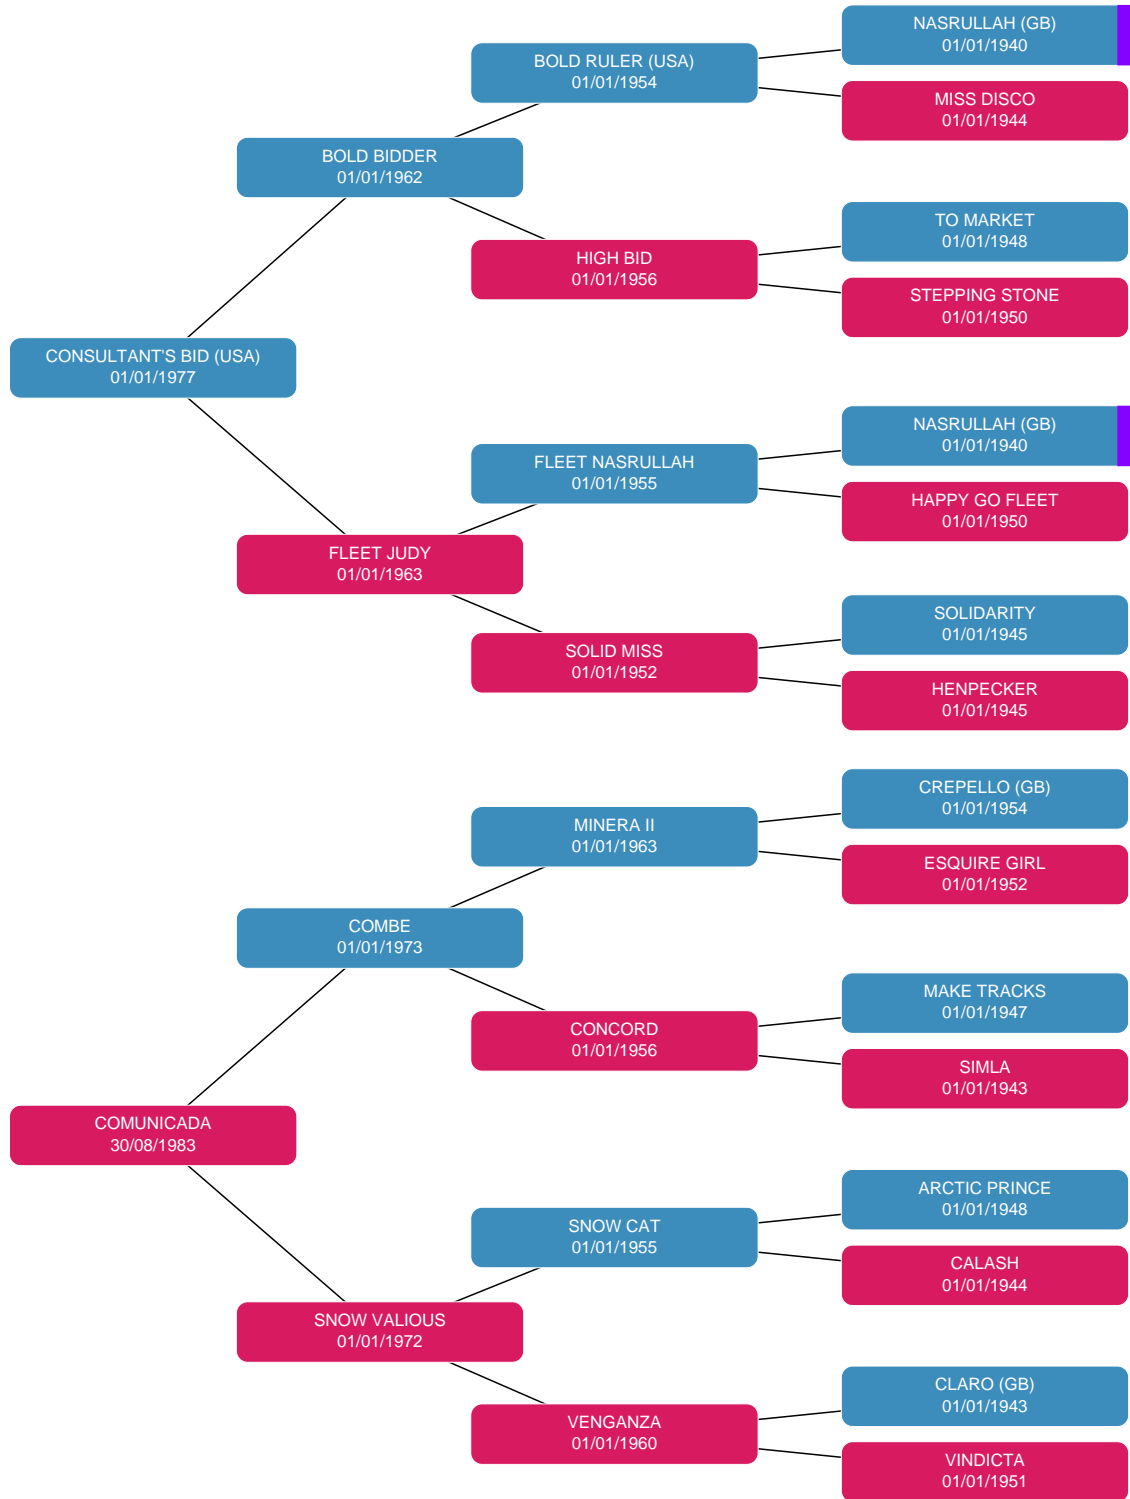 NASRULLAH (GB)
01/01/1940
BOLD RULER (USA)
01/01/1954
MISS DISCO
01/01/1944
BOLD BIDDER
01/01/1962
TO MARKET
01/01/1948
HIGH BID
01/01/1956
STEPPING STONE
01/01/1950
CONSULTANT'S BID (USA)
01/01/1977
NASRULLAH (GB)
01/01/1940
FLEET NASRULLAH
01/01/1955
HAPPY GO FLEET
01/01/1950
FLEET JUDY
01/01/1963
SOLIDARITY
01/01/1945
SOLID MISS
01/01/1952
HENPECKER
01/01/1945
CREPELLO (GB)
01/01/1954
MINERA II
01/01/1963
ESQUIRE GIRL
01/01/1952
COMBE
01/01/1973
MAKE TRACKS
01/01/1947
CONCORD
01/01/1956
SIMLA
01/01/1943
COMUNICADA
30/08/1983
ARCTIC PRINCE
01/01/1948
SNOW CAT
01/01/1955
CALASH
01/01/1944
SNOW VALIOUS
01/01/1972
CLARO (GB)
01/01/1943
VENGANZA
01/01/1960
VINDICTA
01/01/1951